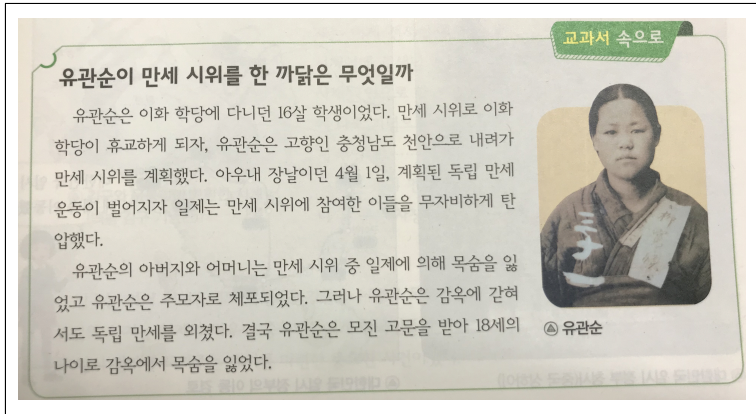 교과서 속으로
유관순이 만세 시위를 한 까닭은 무엇일까
유관순은 이화 학당에 다니던 16살 학생이었다. 만세 시위로 이화
학당이 휴교하게 되자, 유관순은 고향인 충청남도 천안으로 내려가
만세 시위를 계획했다. 아우내 장날이던 4월 1일, 계획된 독립 만세
운동이 벌어지자 일제는 만세 시위에 참여한 이들을 무자비하게 탄
압했다.
유관순의 아버지와 어머니는 만세 시위 중 일제에 의해 목숨을 잃
었고 유관순은 주모자로 체포되었다. 그러나 유관순은 감옥에 갇혀
서도 독립 만세를 외쳤다. 결국 유관순은 모진 고문을 받아 18세의
나이로 감옥에서 목숨을 잃었다.
유관순